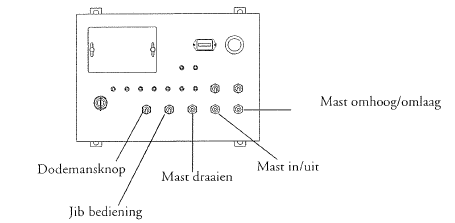 Mast omhoog/omlaag
Dodemansknop
Mast draaien
Mast in/uit
Jib bediening